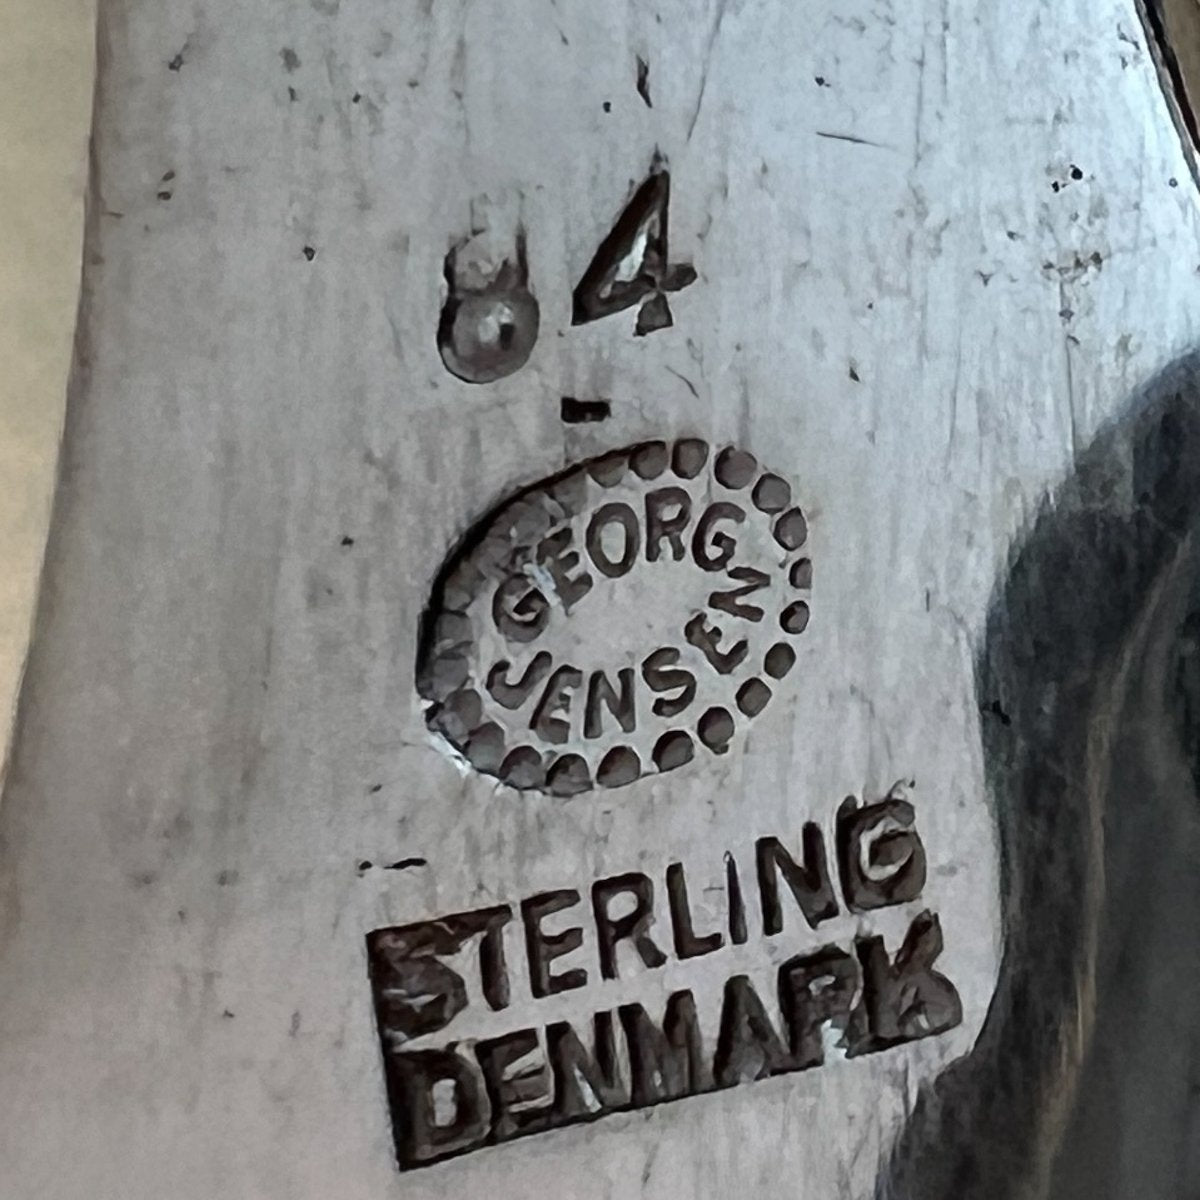 84
GEORG
JENSEN
STERLING
DENMARK